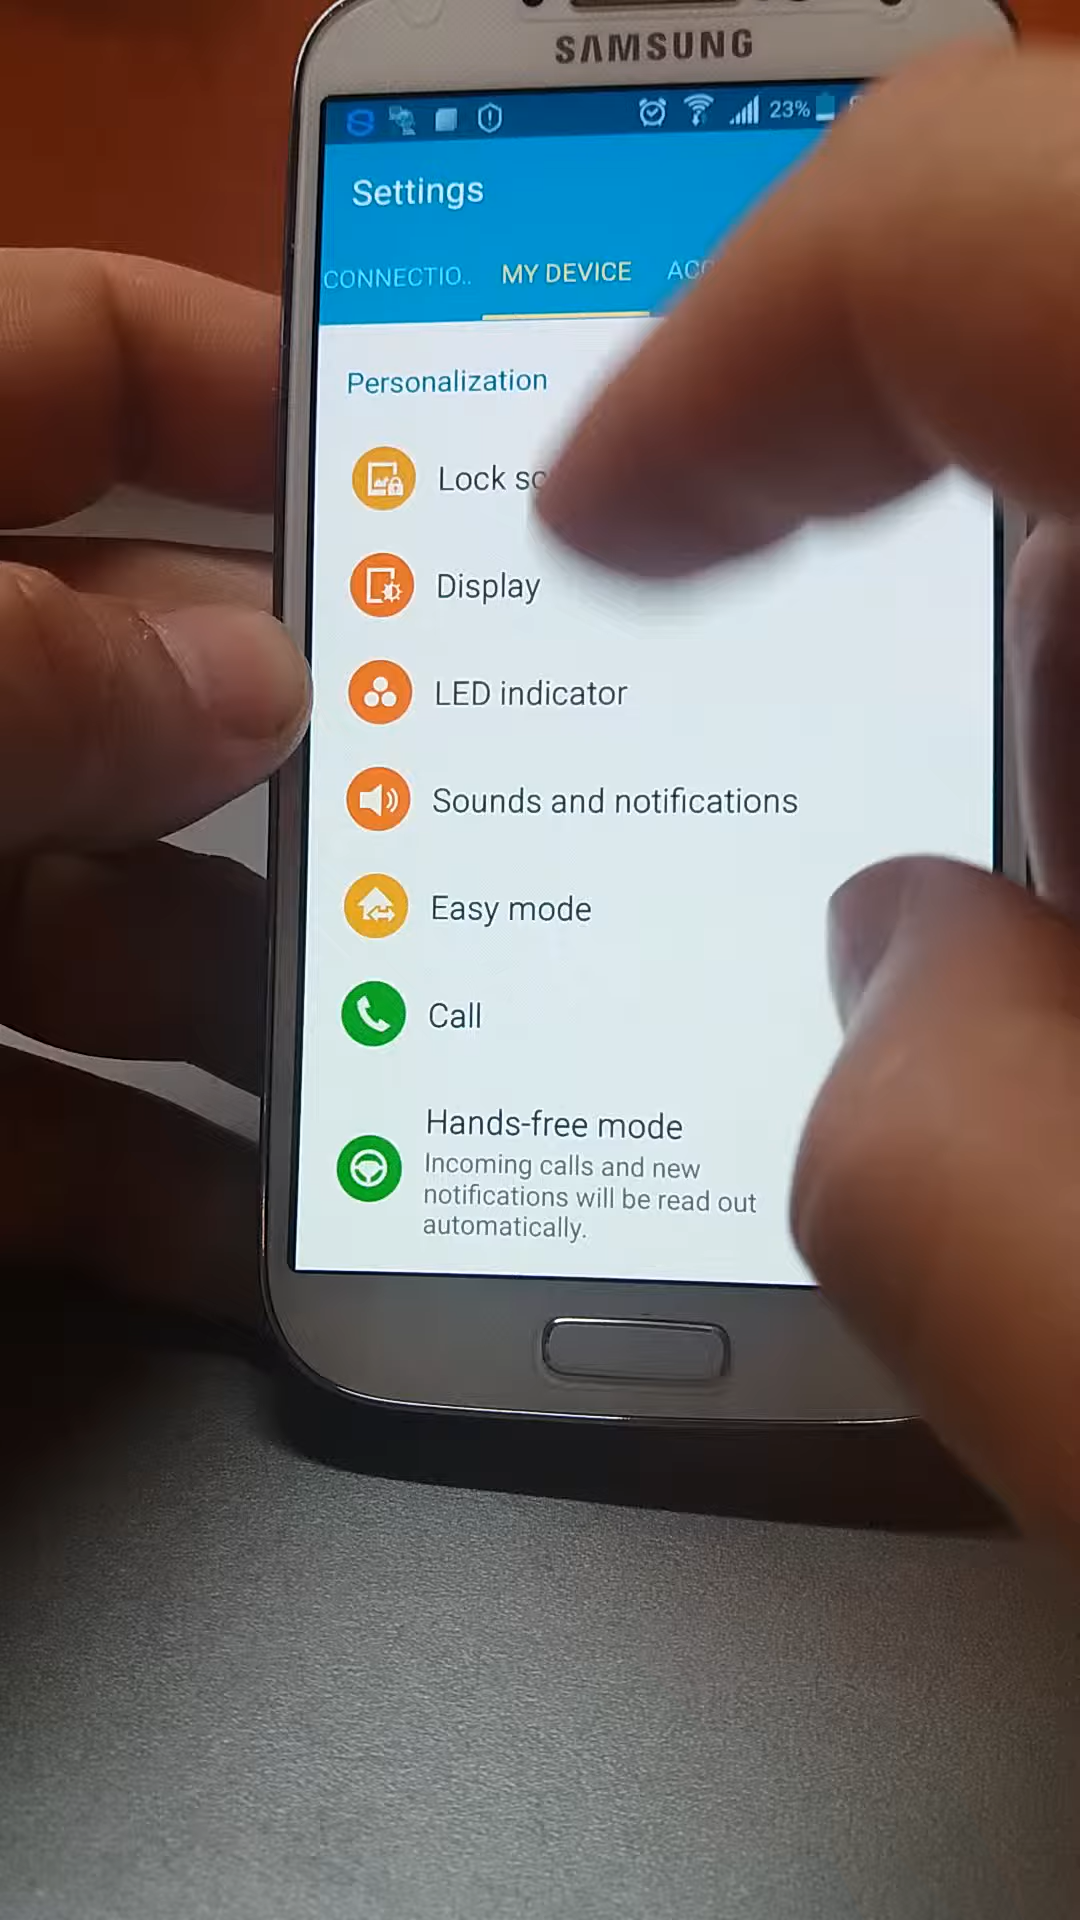 SAMSUNG
23%
Settings
CONNECTIO.. MY DEVICE
Personalization
Lock
Display
LED indicator
Sounds and notifications
Easy mode
Call
Hands-free mode
Incoming calls and new
notifications will be read out
automatically.